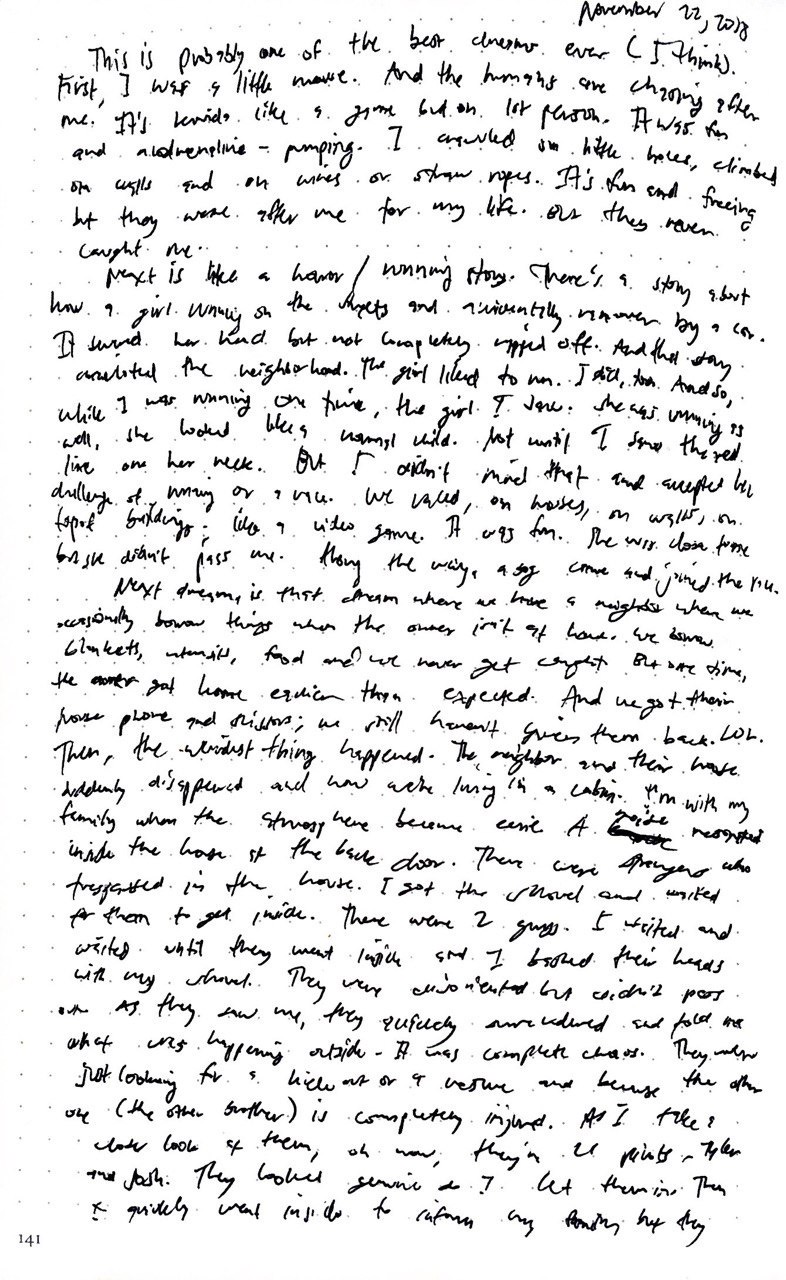 November 22, 2018
This is probably one of the best dreams ever (I think).
First, I was a little mouse. And the humans are chasing after
me. It's kinda like a game but on 1st person. It was fun
and adrenaline-pumping. I crawled in little holes, climbed
on walls and on wires or straw ropes. It's fun and freeing
but they were after me for my life. But they never
caught me.
Next is like a horror / running story. There's a story about
how a girl running on the streets and accidentally ranover by a car.
It her head but not completely ripped off. And that story
the neighborhood. The girl liked to run. I did, too. And so,
while I was running one time, the girl I saw. She was running as
well, she looked like a normal child. Not until I saw the red
line one her neck. But I didn't mind that and accepted her
challenge of running or a race. We raced, on houses, on walls, on
top of buildings; like a video game. It was fun. She was close to me
but she didn't pass me. Along the way, a came and joined the
Next dream, is that dream where we have a neighbor where we
occasionally borrow things when the owner isn't at home. We borrow
blankets, utensils, food and we never get caught. But one time,
the got home earlier than expected. And we got their
house phone and scissors; we still haven't given them back. LOL.
Then, the weirdest thing happened. The neighbor and their house
suddenly disappeared and now we're living in a cabin. I'm with my
family when the atmosphere became eerie. A noise
inside the house at the back door. There were strangers who
trespassed in the house. I got the shovel and waited
for them to get inside. There were 2 guys. I waited and
waited until they went inside and I bashed their heads
with my shovel. They were disoriented but didn't pass
out. As they saw me, they quickly surrendered and told me
what was happening outside - It was complete chaos. They were
just looking for a hideout or a rescue and because the other
one (the other brother) is completely injured. As I take a
closer look at them, oh wow, they're 21 pilots - Tyler
and Josh. They looked genuine so I let them in. Then
I quickly went inside to inform my family but they
141